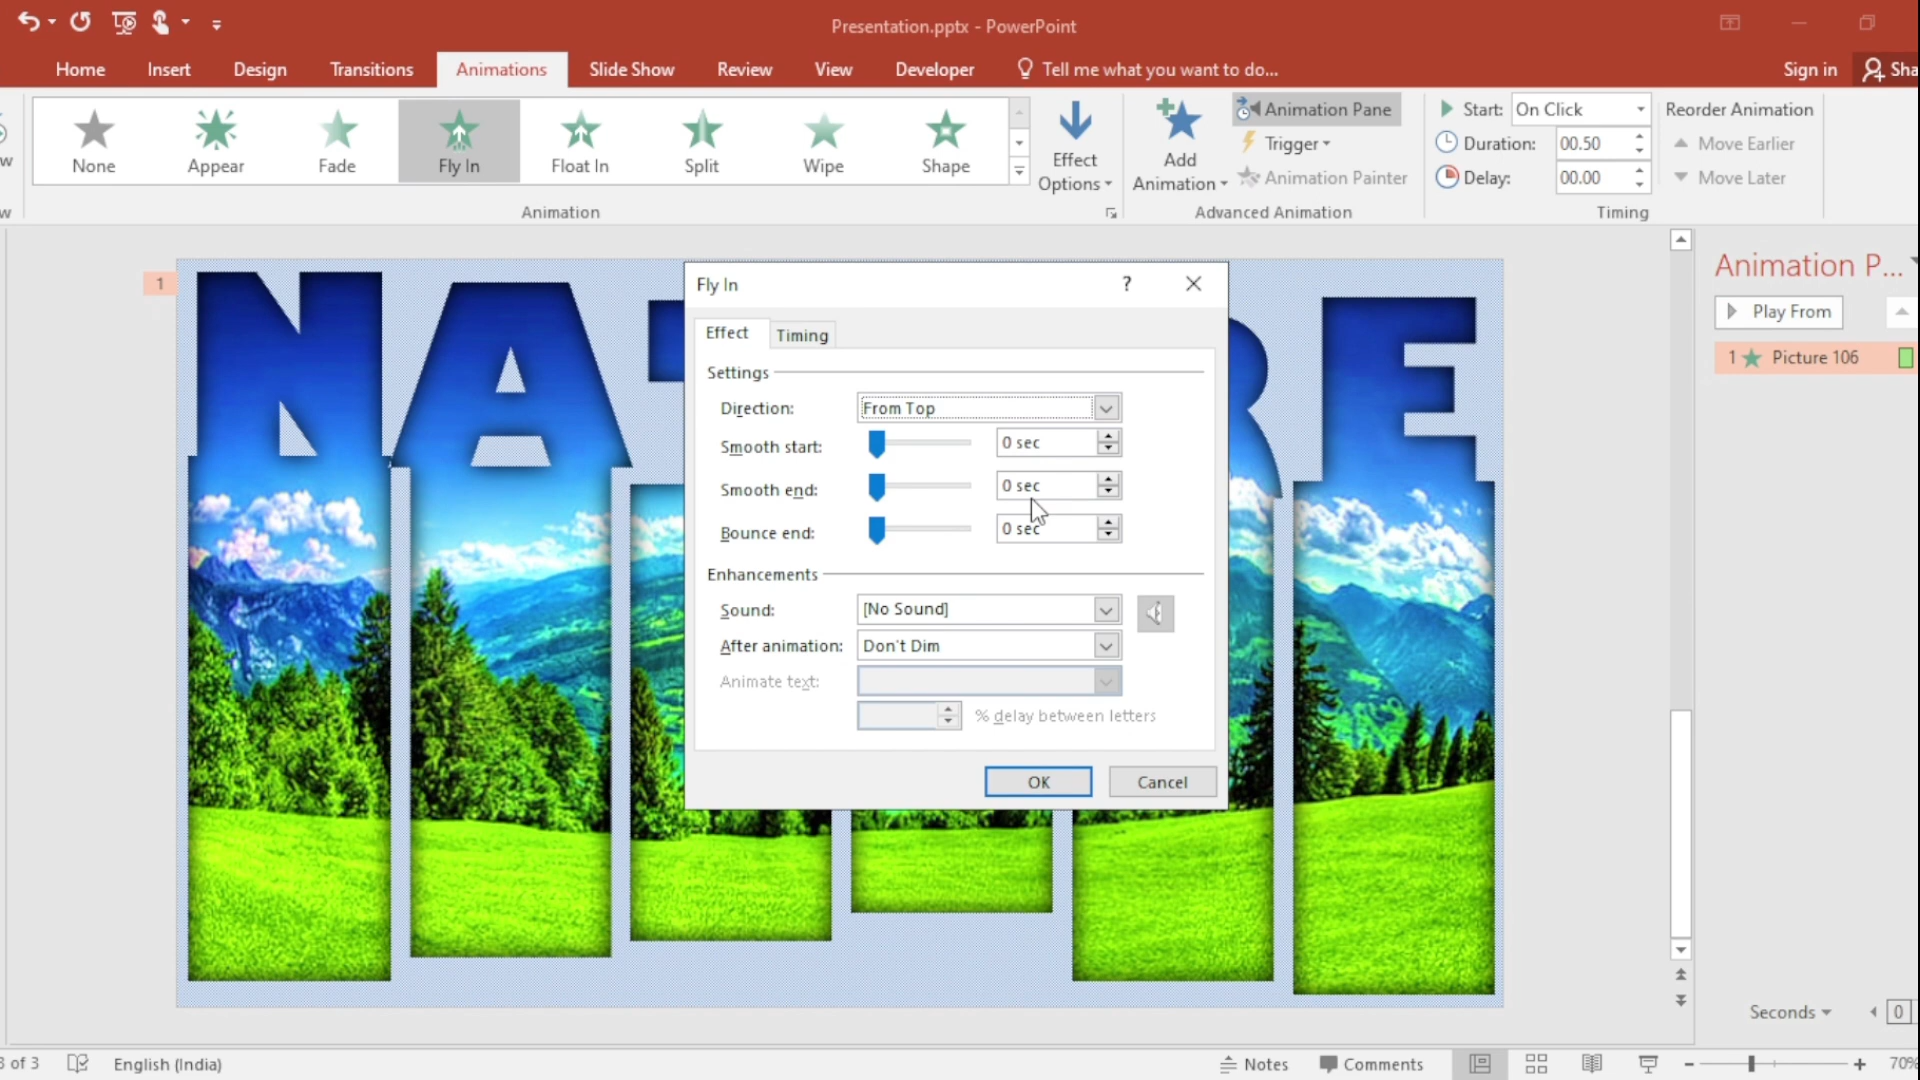 Presentation.pptx - PowerPoint
Home Insert Design Transitions Animations Slide Show Review View Developer Tell me what you want to do... Sign in Sha
None Appear Fade Fly In Float In Split Wipe Shape
Effect Options
Add Animation
Animation Pane
Trigger
Animation Painter
Start: On Click
Duration: 00.50
Delay: 00.00
Reorder Animation
Move Earlier
Move Later
w
w
Animation
Advanced Animation
Timing
1
NAT RE
Fly In
?
Effect Timing
Settings
Direction: From Top
Smooth start: 0 sec
Smooth end: 0 sec
Bounce end: 0 sec
Enhancements
Sound: [No Sound]
After animation: Don't Dim
Animate text:
% delay between letters
OK Cancel
Animation P...
Play From
1 Picture 106
Seconds 0
3 of 3 English (India) Notes Comments 70%